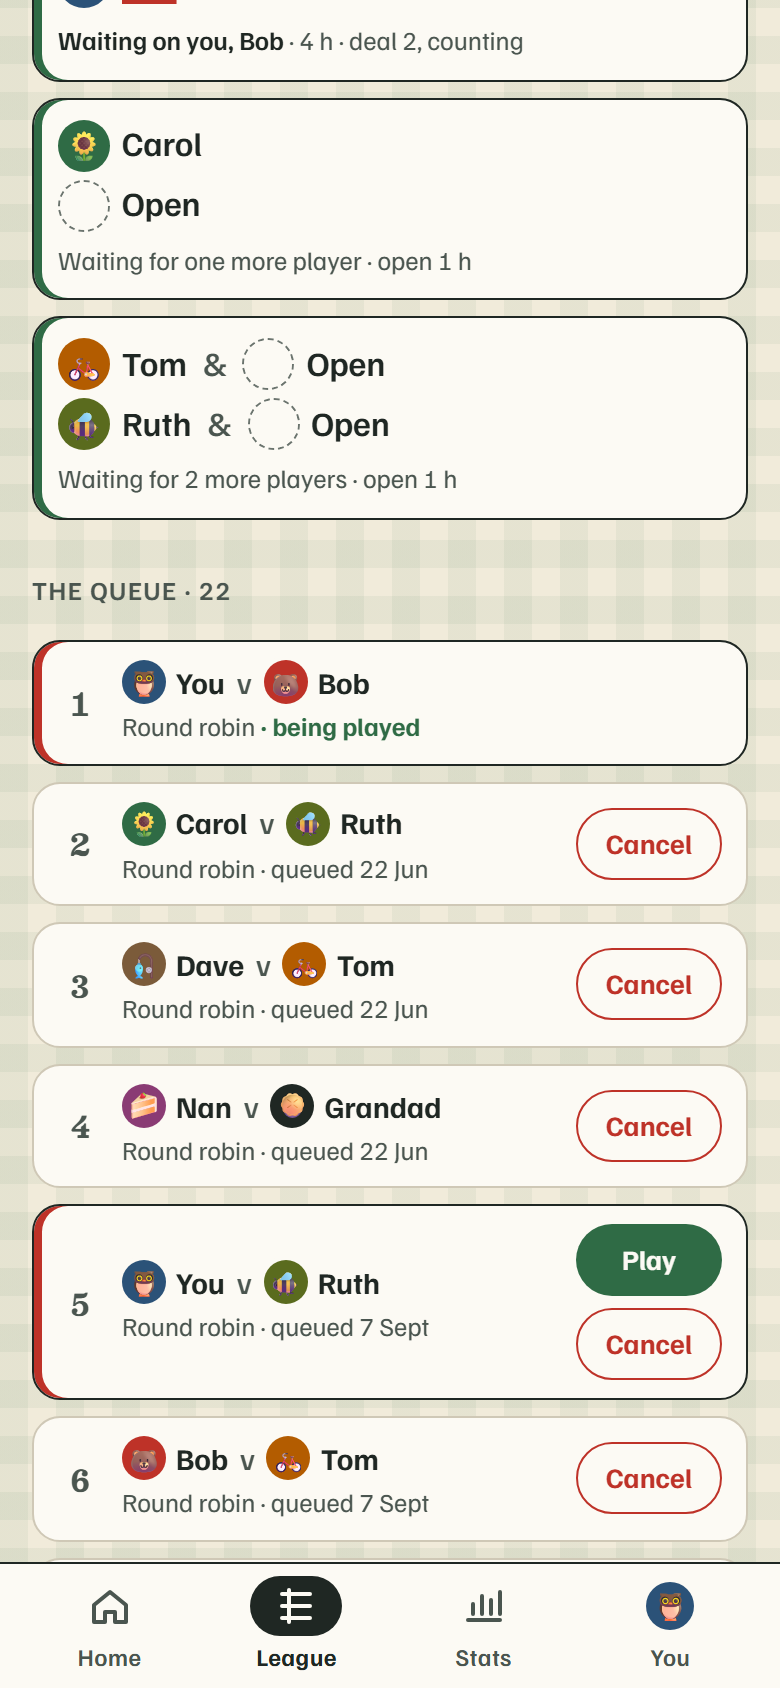 Waiting on you, Bob · 4 h · deal 2, counting
Carol
Open
Waiting for one more player · open 1 h
Tom & Open
Ruth & Open
Waiting for 2 more players · open 1 h
THE QUEUE · 22
1
You v Bob
Round robin · being played
2
Carol v Ruth
Round robin · queued 22 Jun
Cancel
3
Dave v Tom
Round robin · queued 22 Jun
Cancel
4
Nan v Grandad
Round robin · queued 22 Jun
Cancel
5
You v Ruth
Round robin · queued 7 Sept
Play
Cancel
6
Bob v Tom
Round robin · queued 7 Sept
Cancel
Home
League
Stats
You